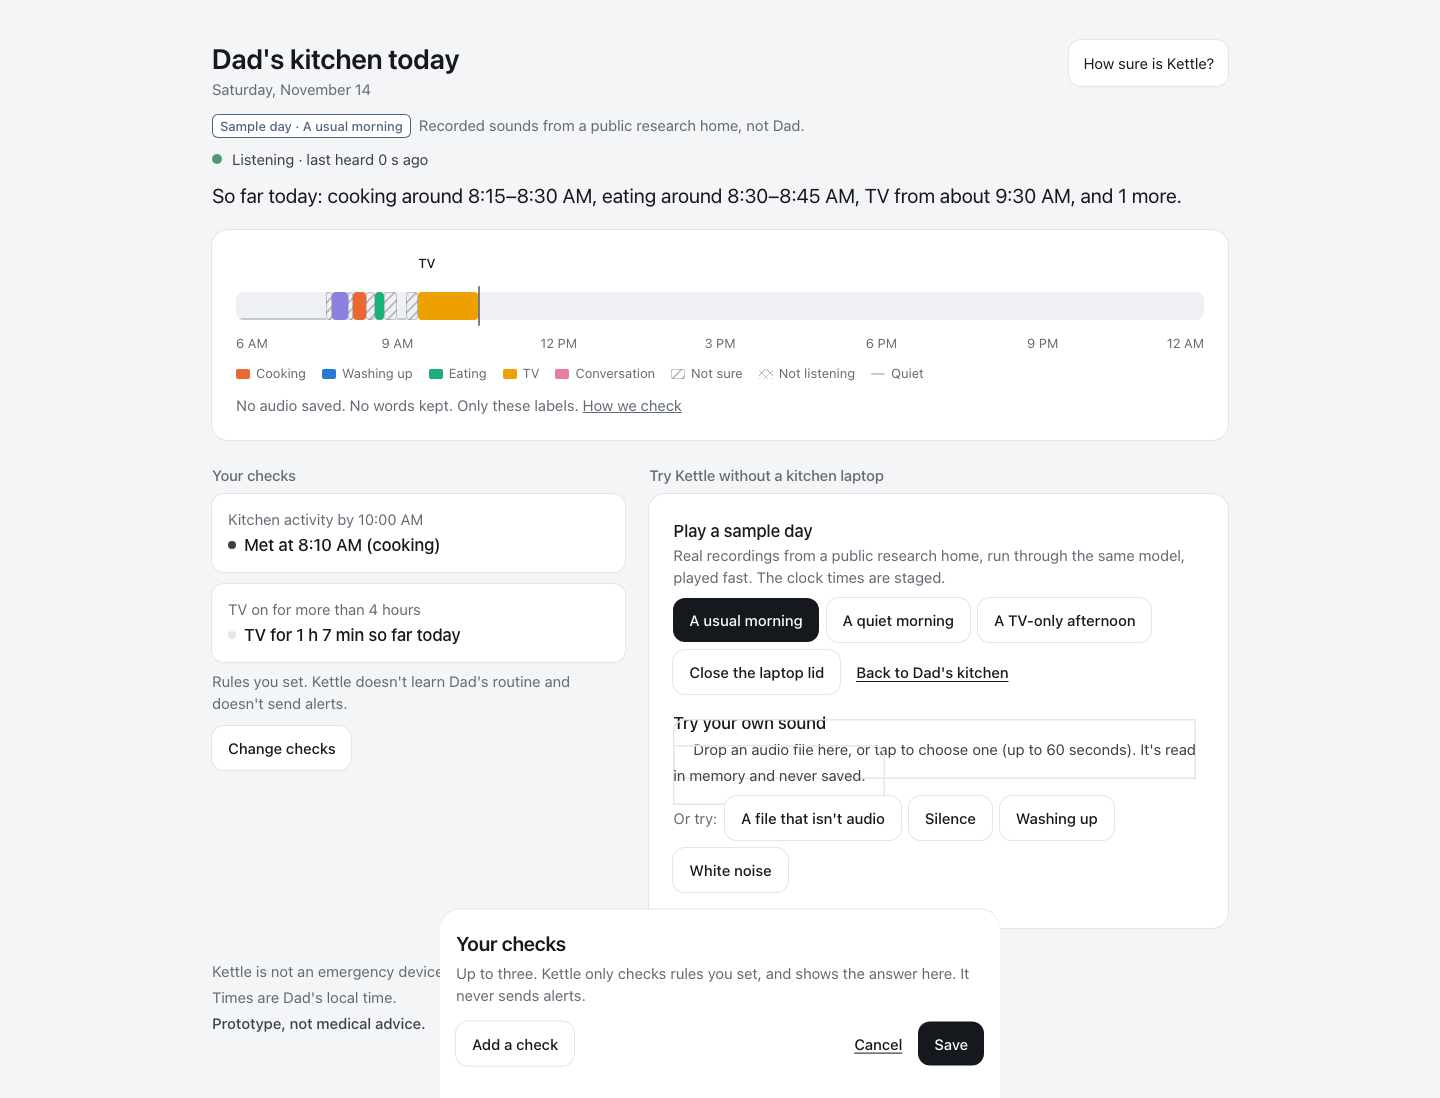 Dad's kitchen today
How sure is Kettle?
Saturday, November 14
Sample day · A usual morning Recorded sounds from a public research home, not Dad.
Listening · last heard 0 s ago
So far today: cooking around 8:15–8:30 AM, eating around 8:30–8:45 AM, TV from about 9:30 AM, and 1 more.
TV
6 AM 9 AM 12 PM 3 PM 6 PM 9 PM 12 AM
Cooking Washing up Eating TV Conversation Not sure Not listening Quiet
No audio saved. No words kept. Only these labels. How we check
Your checks
Kitchen activity by 10:00 AM
Met at 8:10 AM (cooking)
TV on for more than 4 hours
TV for 1 h 7 min so far today
Rules you set. Kettle doesn't learn Dad's routine and
doesn't send alerts.
Change checks
Try Kettle without a kitchen laptop
Play a sample day
Real recordings from a public research home, run through the same model,
played fast. The clock times are staged.
A usual morning A quiet morning A TV-only afternoon
Close the laptop lid Back to Dad's kitchen
Try your own sound
Drop an audio file here, or tap to choose one (up to 60 seconds). It's read
in memory and never saved.
Or try: A file that isn't audio Silence Washing up
White noise
Kettle is not an emergency device
Times are Dad's local time.
Prototype, not medical advice.
Your checks
Up to three. Kettle only checks rules you set, and shows the answer here. It
never sends alerts.
Add a check Cancel Save